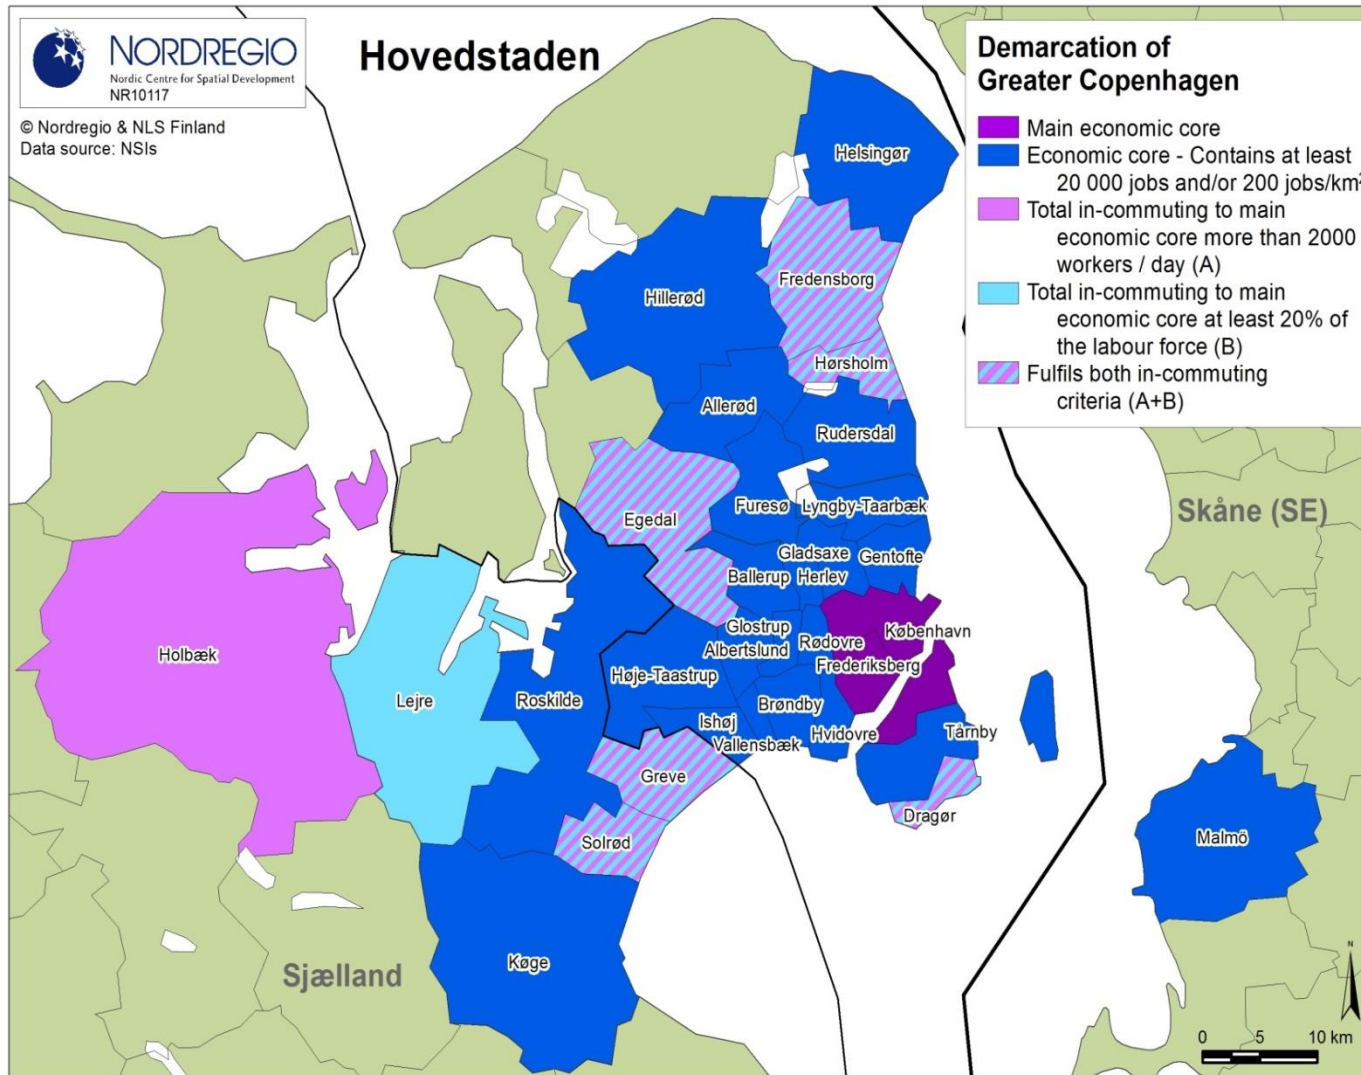 NORDREGIO
Nordic Centre for Spatial Development
NR10117
© Nordregio & NLS Finland
Data source: NSIs
Hovedstaden
Demarcation of
Greater Copenhagen
Main economic core
Economic core - Contains at least
20 000 jobs and/or 200 jobs/km²
Total in-commuting to main
economic core more than 2000
workers / day (A)
Total in-commuting to main
economic core at least 20% of
the labour force (B)
Fulfils both in-commuting
criteria (A+B)
Helsingør
Fredensborg
Hillerød
Hørsholm
Allerød
Rudersdal
Furesø
Lyngby-Taarbæk
Egedal
Skåne (SE)
Gladsaxe
Gentofte
Ballerup
Herlev
Glostrup
København
Albertslund
Rødovre
Frederiksberg
Holbæk
Høje-Taastrup
Lejre
Roskilde
Brøndby
Ishøj
Hvidovre
Tårnby
Vallensbæk
Greve
Dragør
Solrød
Malmö
Køge
Sjælland
N
0 5 10 km